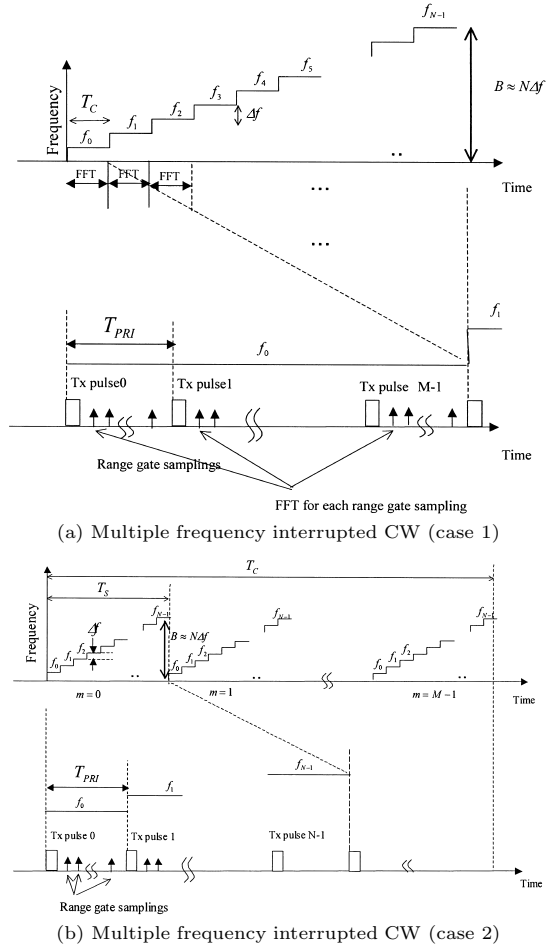 f_{N-1}
f_5
f_4
f_3
f_2
f_1
f_0
Frequency
T_C
Δf
B ≈ NΔf
..
FFT FFT FFT
Time
...
...
T_{PRI}
f_0
f_1
Tx pulse0 Tx pulse1 Tx pulse M-1
Time
Range gate samplings
FFT for each range gate sampling
(a) Multiple frequency interrupted CW (case 1)
T_C
T_S
Frequency
f_{N-1} f_{N-1} f_{N-1}
Δf
B ≈ NΔf
f_0 f_1 f_2 f_0 f_1 f_2 f_0 f_1 f_2
.. .. ..
m = 0 m = 1 m = M − 1
Time
f_{N-1}
T_{PRI}
f_1
f_0
Tx pulse 0 Tx pulse 1 Tx pulse N-1
Time
Range gate samplings
(b) Multiple frequency interrupted CW (case 2)